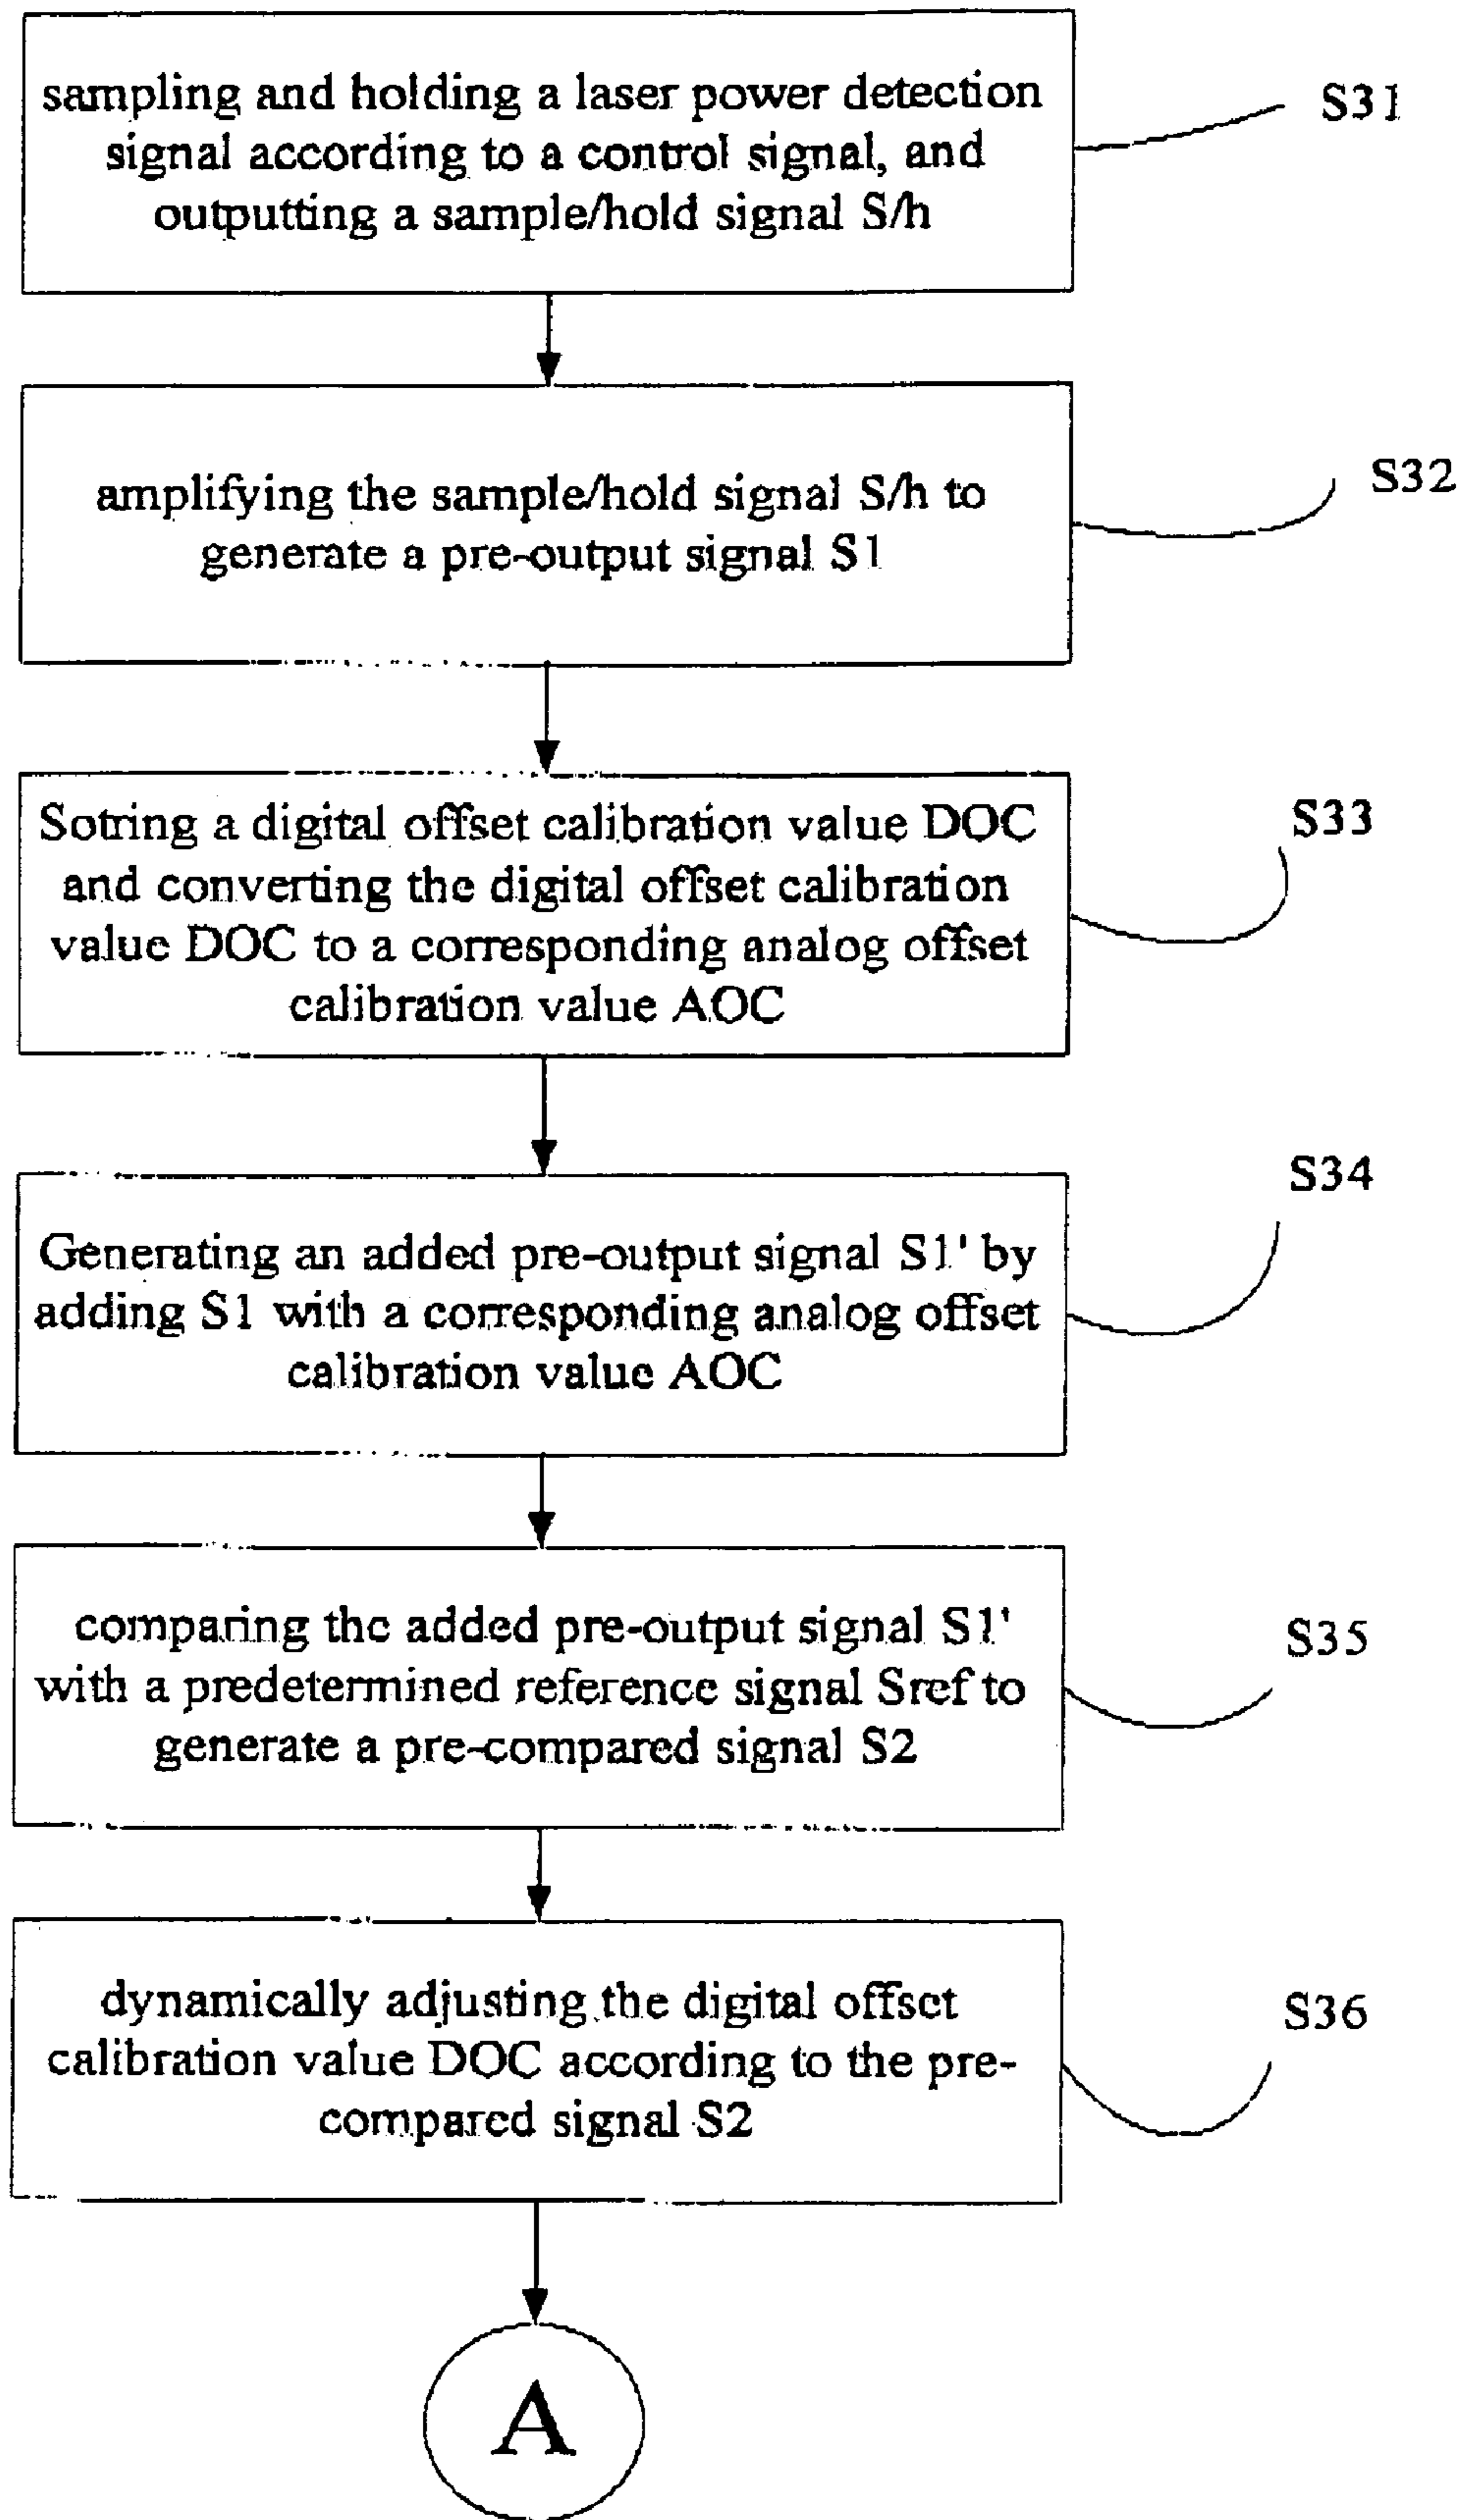 sampling and holding a laser power detection
signal according to a control signal, and
outputting a sample/hold signal S/h
S31
amplifying the sample/hold signal S/h to
generate a pre-output signal S1
S32
Sotring a digital offset calibration value DOC
and converting the digital offset calibration
value DOC to a corresponding analog offset
calibration value AOC
S33
Generating an added pre-output signal S1' by
adding S1 with a corresponding analog offset
calibration value AOC
S34
comparing the added pre-output signal S1'
with a predetermined reference signal Sref to
generate a pre-compared signal S2
S35
dynamically adjusting the digital offset
calibration value DOC according to the pre-
compared signal S2
S36
A